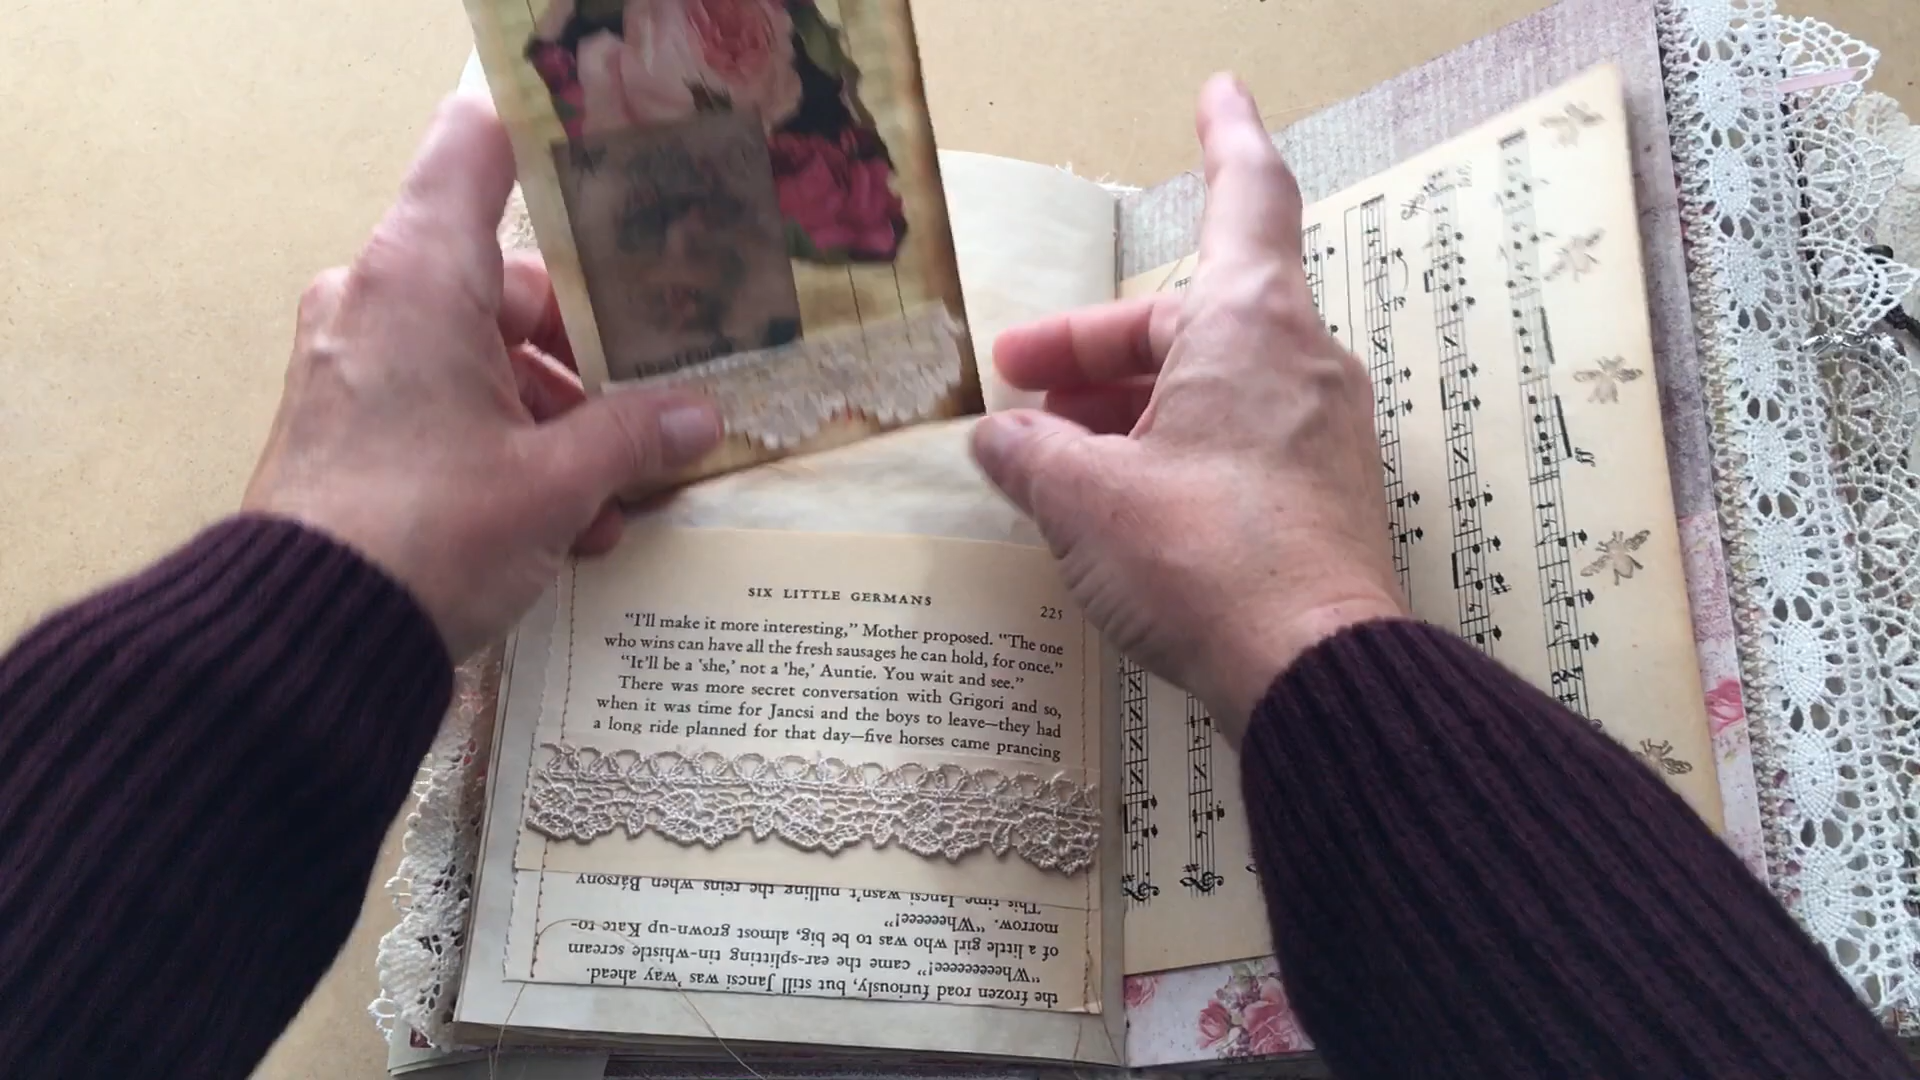 SIX LITTLE GERMANS
225
“I'll make it more interesting,” Mother proposed. “The one
who wins can have all the fresh sausages he can hold, for once.”
“It'll be a 'she,' not a 'he,' Auntie. You wait and see.”
There was more secret conversation with Grigori and so,
when it was time for Jancsi and the boys to leave—they had
a long ride planned for that day—five horses came prancing
the frozen road furiously, but still Jancsi was 'way ahead.
“Wheeeeeeeee!” came the ear-splitting tin-whistle scream
of a little girl who was to be big, almost grown-up Kate to-
morrow. “Wheeeeee!”
This time Jancsi wasn't pulling the reins when Bársony
ff